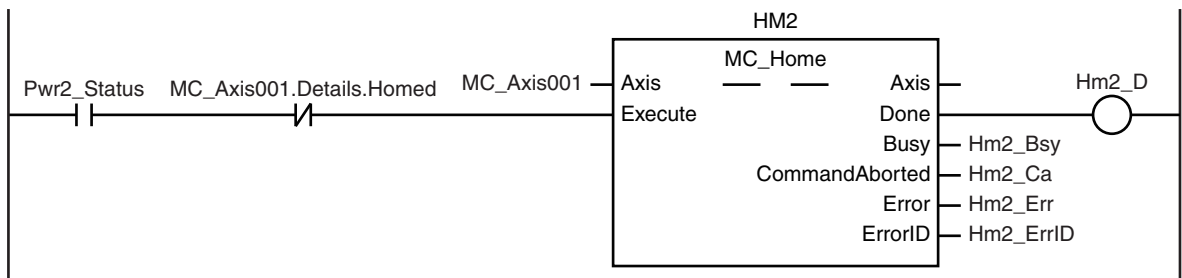 HM2
MC_Home
Pwr2_Status MC_Axis001.Details.Homed MC_Axis001 Axis Axis Hm2_D
Execute Done
Busy Hm2_Bsy
CommandAborted Hm2_Ca
Error Hm2_Err
ErrorID Hm2_ErrID